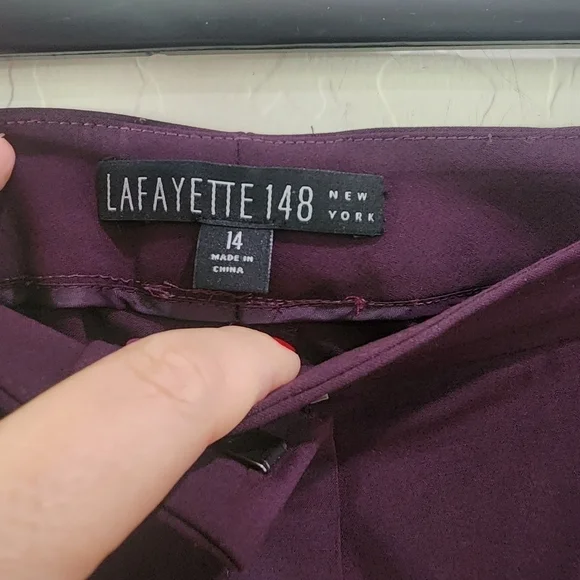 LAFAYETTE 148 NEW YORK
14
MADE IN
CHINA